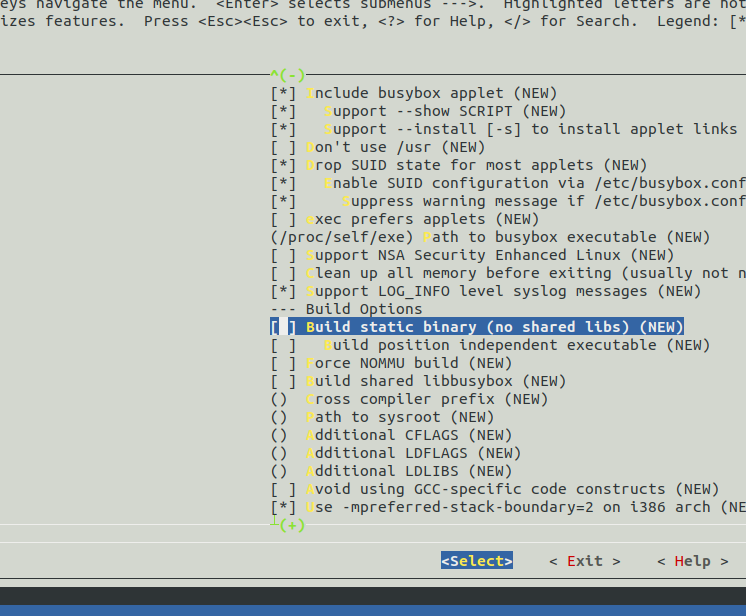 eys navigate the menu.  <Enter> selects submenus --->.  Highlighted letters are hot
izes features.  Press <Esc><Esc> to exit, <?> for Help, </> for Search.  Legend: [*
^(-)
[*] Include busybox applet (NEW)
[*]   Support --show SCRIPT (NEW)
[*]   Support --install [-s] to install applet links
[ ] Don't use /usr (NEW)
[*] Drop SUID state for most applets (NEW)
[*]   Enable SUID configuration via /etc/busybox.conf
[*]     Suppress warning message if /etc/busybox.conf
[ ] exec prefers applets (NEW)
(/proc/self/exe) Path to busybox executable (NEW)
[ ] Support NSA Security Enhanced Linux (NEW)
[ ] Clean up all memory before exiting (usually not n
[*] Support LOG_INFO level syslog messages (NEW)
--- Build Options
[ ] Build static binary (no shared libs) (NEW)
[ ]   Build position independent executable (NEW)
[ ] Force NOMMU build (NEW)
[ ] Build shared libbusybox (NEW)
()  Cross compiler prefix (NEW)
()  Path to sysroot (NEW)
()  Additional CFLAGS (NEW)
()  Additional LDFLAGS (NEW)
()  Additional LDLIBS (NEW)
[ ] Avoid using GCC-specific code constructs (NEW)
[*] Use -mpreferred-stack-boundary=2 on i386 arch (NE
(+)
<Select>    < Exit >    < Help >